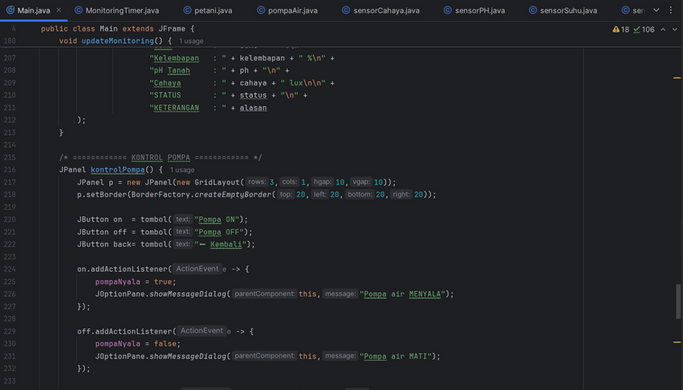 Main.java × MonitoringTimer.java petani.java pompaAir.java sensorCahaya.java sensorPH.java sensorSuhu.java
4 public class Main extends JFrame { 18 106
180 void updateMonitoring() { 1 usage
207 "Kelembapan : " + kelembapan + " %\n" +
208 "pH Tanah : " + ph + "\n" +
209 "Cahaya : " + cahaya + " lux\n\n" +
210 "STATUS : " + status + "\n" +
211 "KETERANGAN : " + alasan
212 );
213 }
214
215 /* ============ KONTROL POMPA ============ */
216 JPanel kontrolPompa() { 1 usage
217 JPanel p = new JPanel(new GridLayout( rows: 3, cols: 1, hgap: 10, vgap: 10));
218 p.setBorder(BorderFactory.createEmptyBorder( top: 20, left: 20, bottom: 20, right: 20));
219
220 JButton on = tombol( text: "Pompa ON");
221 JButton off = tombol( text: "Pompa OFF");
222 JButton back= tombol( text: "← Kembali");
223
224 on.addActionListener( ActionEvent e -> {
225 pompaNyala = true;
226 JOptionPane.showMessageDialog( parentComponent: this, message: "Pompa air MENYALA");
227 });
228
229 off.addActionListener( ActionEvent e -> {
230 pompaNyala = false;
231 JOptionPane.showMessageDialog( parentComponent: this, message: "Pompa air MATI");
232 });
233